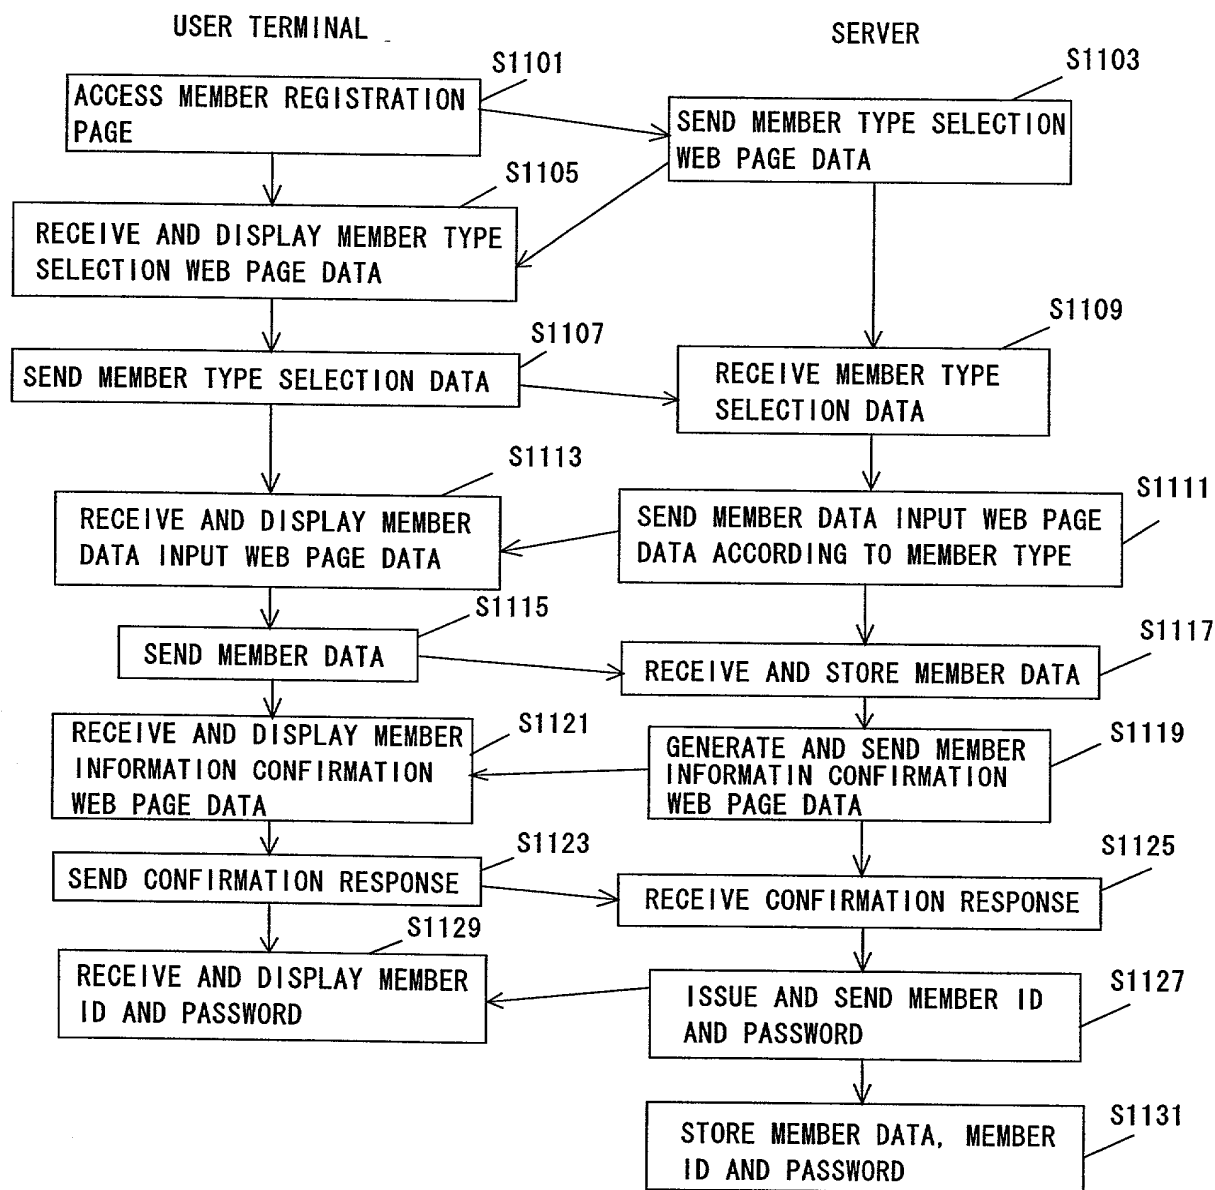 USER TERMINAL
SERVER
S1101
ACCESS MEMBER REGISTRATION
PAGE
S1103
SEND MEMBER TYPE SELECTION
WEB PAGE DATA
S1105
RECEIVE AND DISPLAY MEMBER TYPE
SELECTION WEB PAGE DATA
S1107
SEND MEMBER TYPE SELECTION DATA
S1109
RECEIVE MEMBER TYPE
SELECTION DATA
S1113
RECEIVE AND DISPLAY MEMBER
DATA INPUT WEB PAGE DATA
S1111
SEND MEMBER DATA INPUT WEB PAGE
DATA ACCORDING TO MEMBER TYPE
S1115
SEND MEMBER DATA
S1117
RECEIVE AND STORE MEMBER DATA
S1121
RECEIVE AND DISPLAY MEMBER
INFORMATION CONFIRMATION
WEB PAGE DATA
S1119
GENERATE AND SEND MEMBER
INFORMATIN CONFIRMATION
WEB PAGE DATA
S1123
SEND CONFIRMATION RESPONSE
S1125
RECEIVE CONFIRMATION RESPONSE
S1129
RECEIVE AND DISPLAY MEMBER
ID AND PASSWORD
S1127
ISSUE AND SEND MEMBER ID
AND PASSWORD
S1131
STORE MEMBER DATA, MEMBER
ID AND PASSWORD